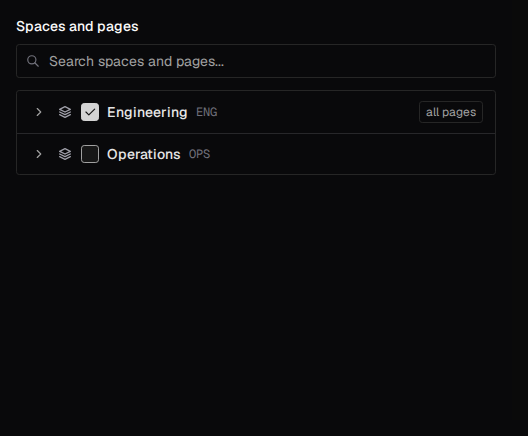 Spaces and pages
Search spaces and pages...
Engineering ENG all pages
Operations OPS